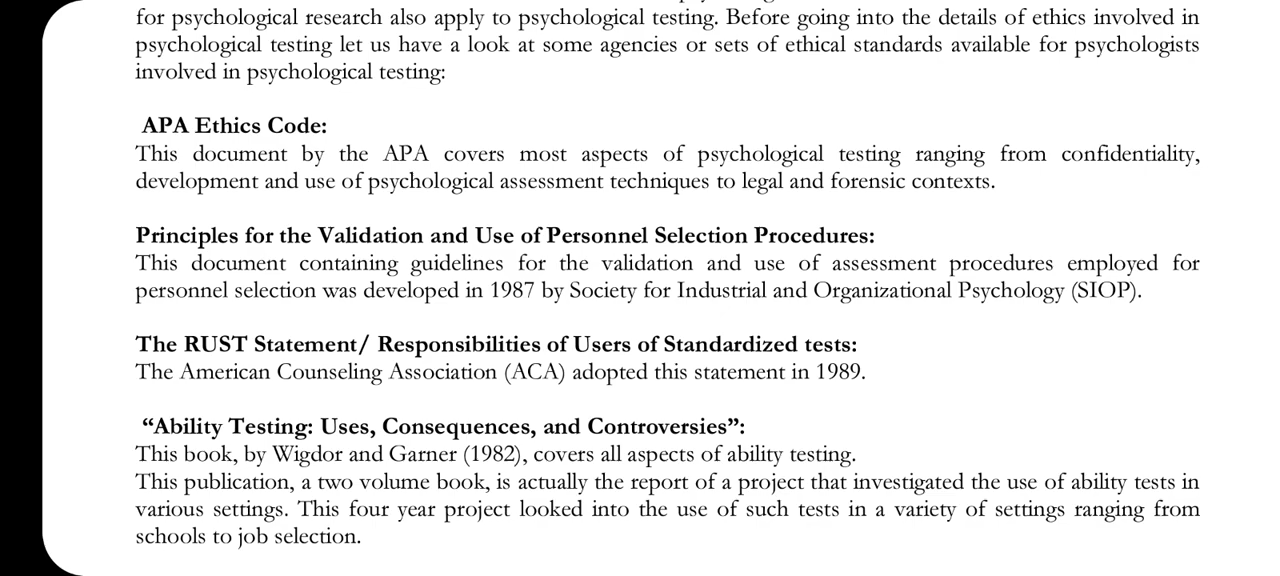 for psychological research also apply to psychological testing. Before going into the details of ethics involved in
psychological testing let us have a look at some agencies or sets of ethical standards available for psychologists
involved in psychological testing:
APA Ethics Code:
This document by the APA covers most aspects of psychological testing ranging from confidentiality,
development and use of psychological assessment techniques to legal and forensic contexts.
Principles for the Validation and Use of Personnel Selection Procedures:
This document containing guidelines for the validation and use of assessment procedures employed for
personnel selection was developed in 1987 by Society for Industrial and Organizational Psychology (SIOP).
The RUST Statement/ Responsibilities of Users of Standardized tests:
The American Counseling Association (ACA) adopted this statement in 1989.
“Ability Testing: Uses, Consequences, and Controversies”:
This book, by Wigdor and Garner (1982), covers all aspects of ability testing.
This publication, a two volume book, is actually the report of a project that investigated the use of ability tests in
various settings. This four year project looked into the use of such tests in a variety of settings ranging from
schools to job selection.